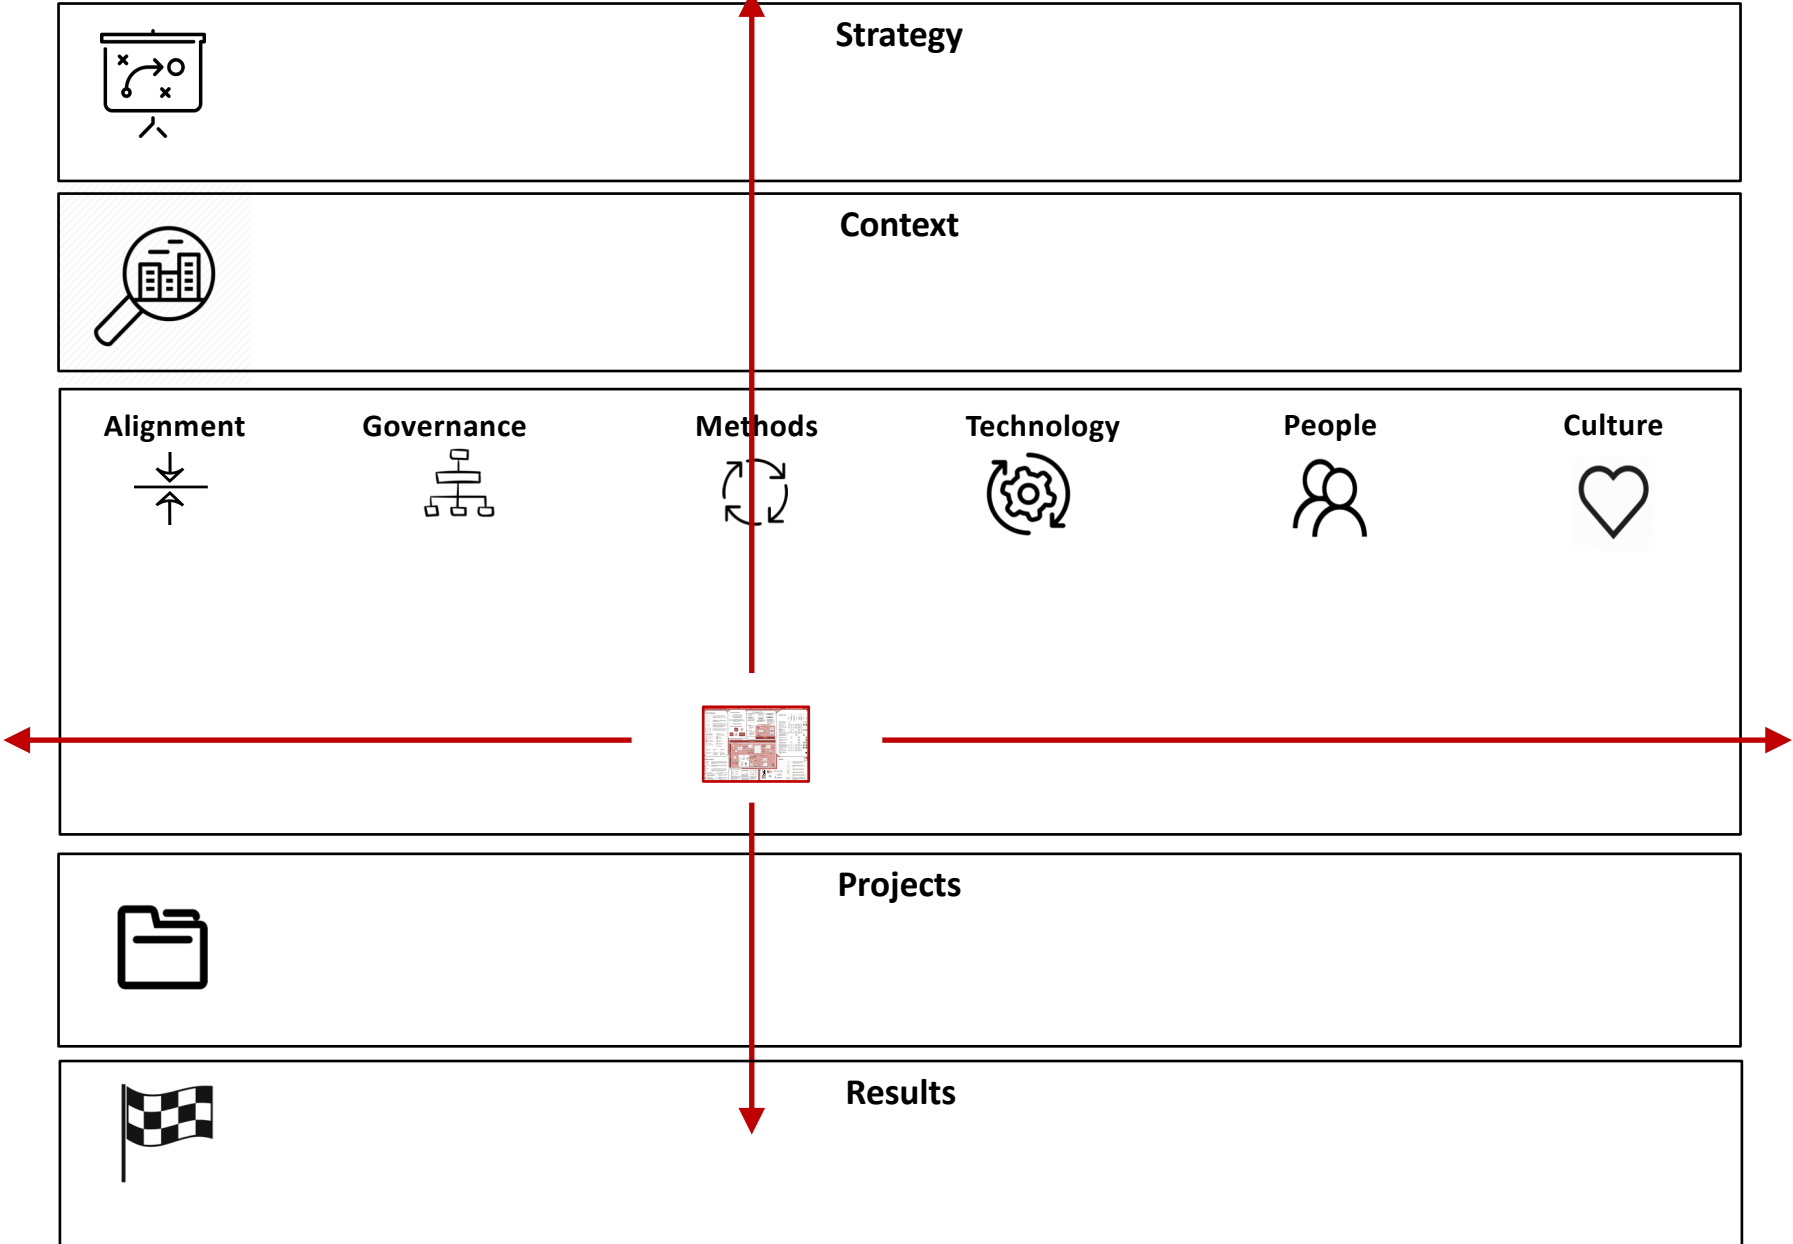 Strategy
Context
Alignment
Governance
Methods
Technology
People
Culture
Projects
Results